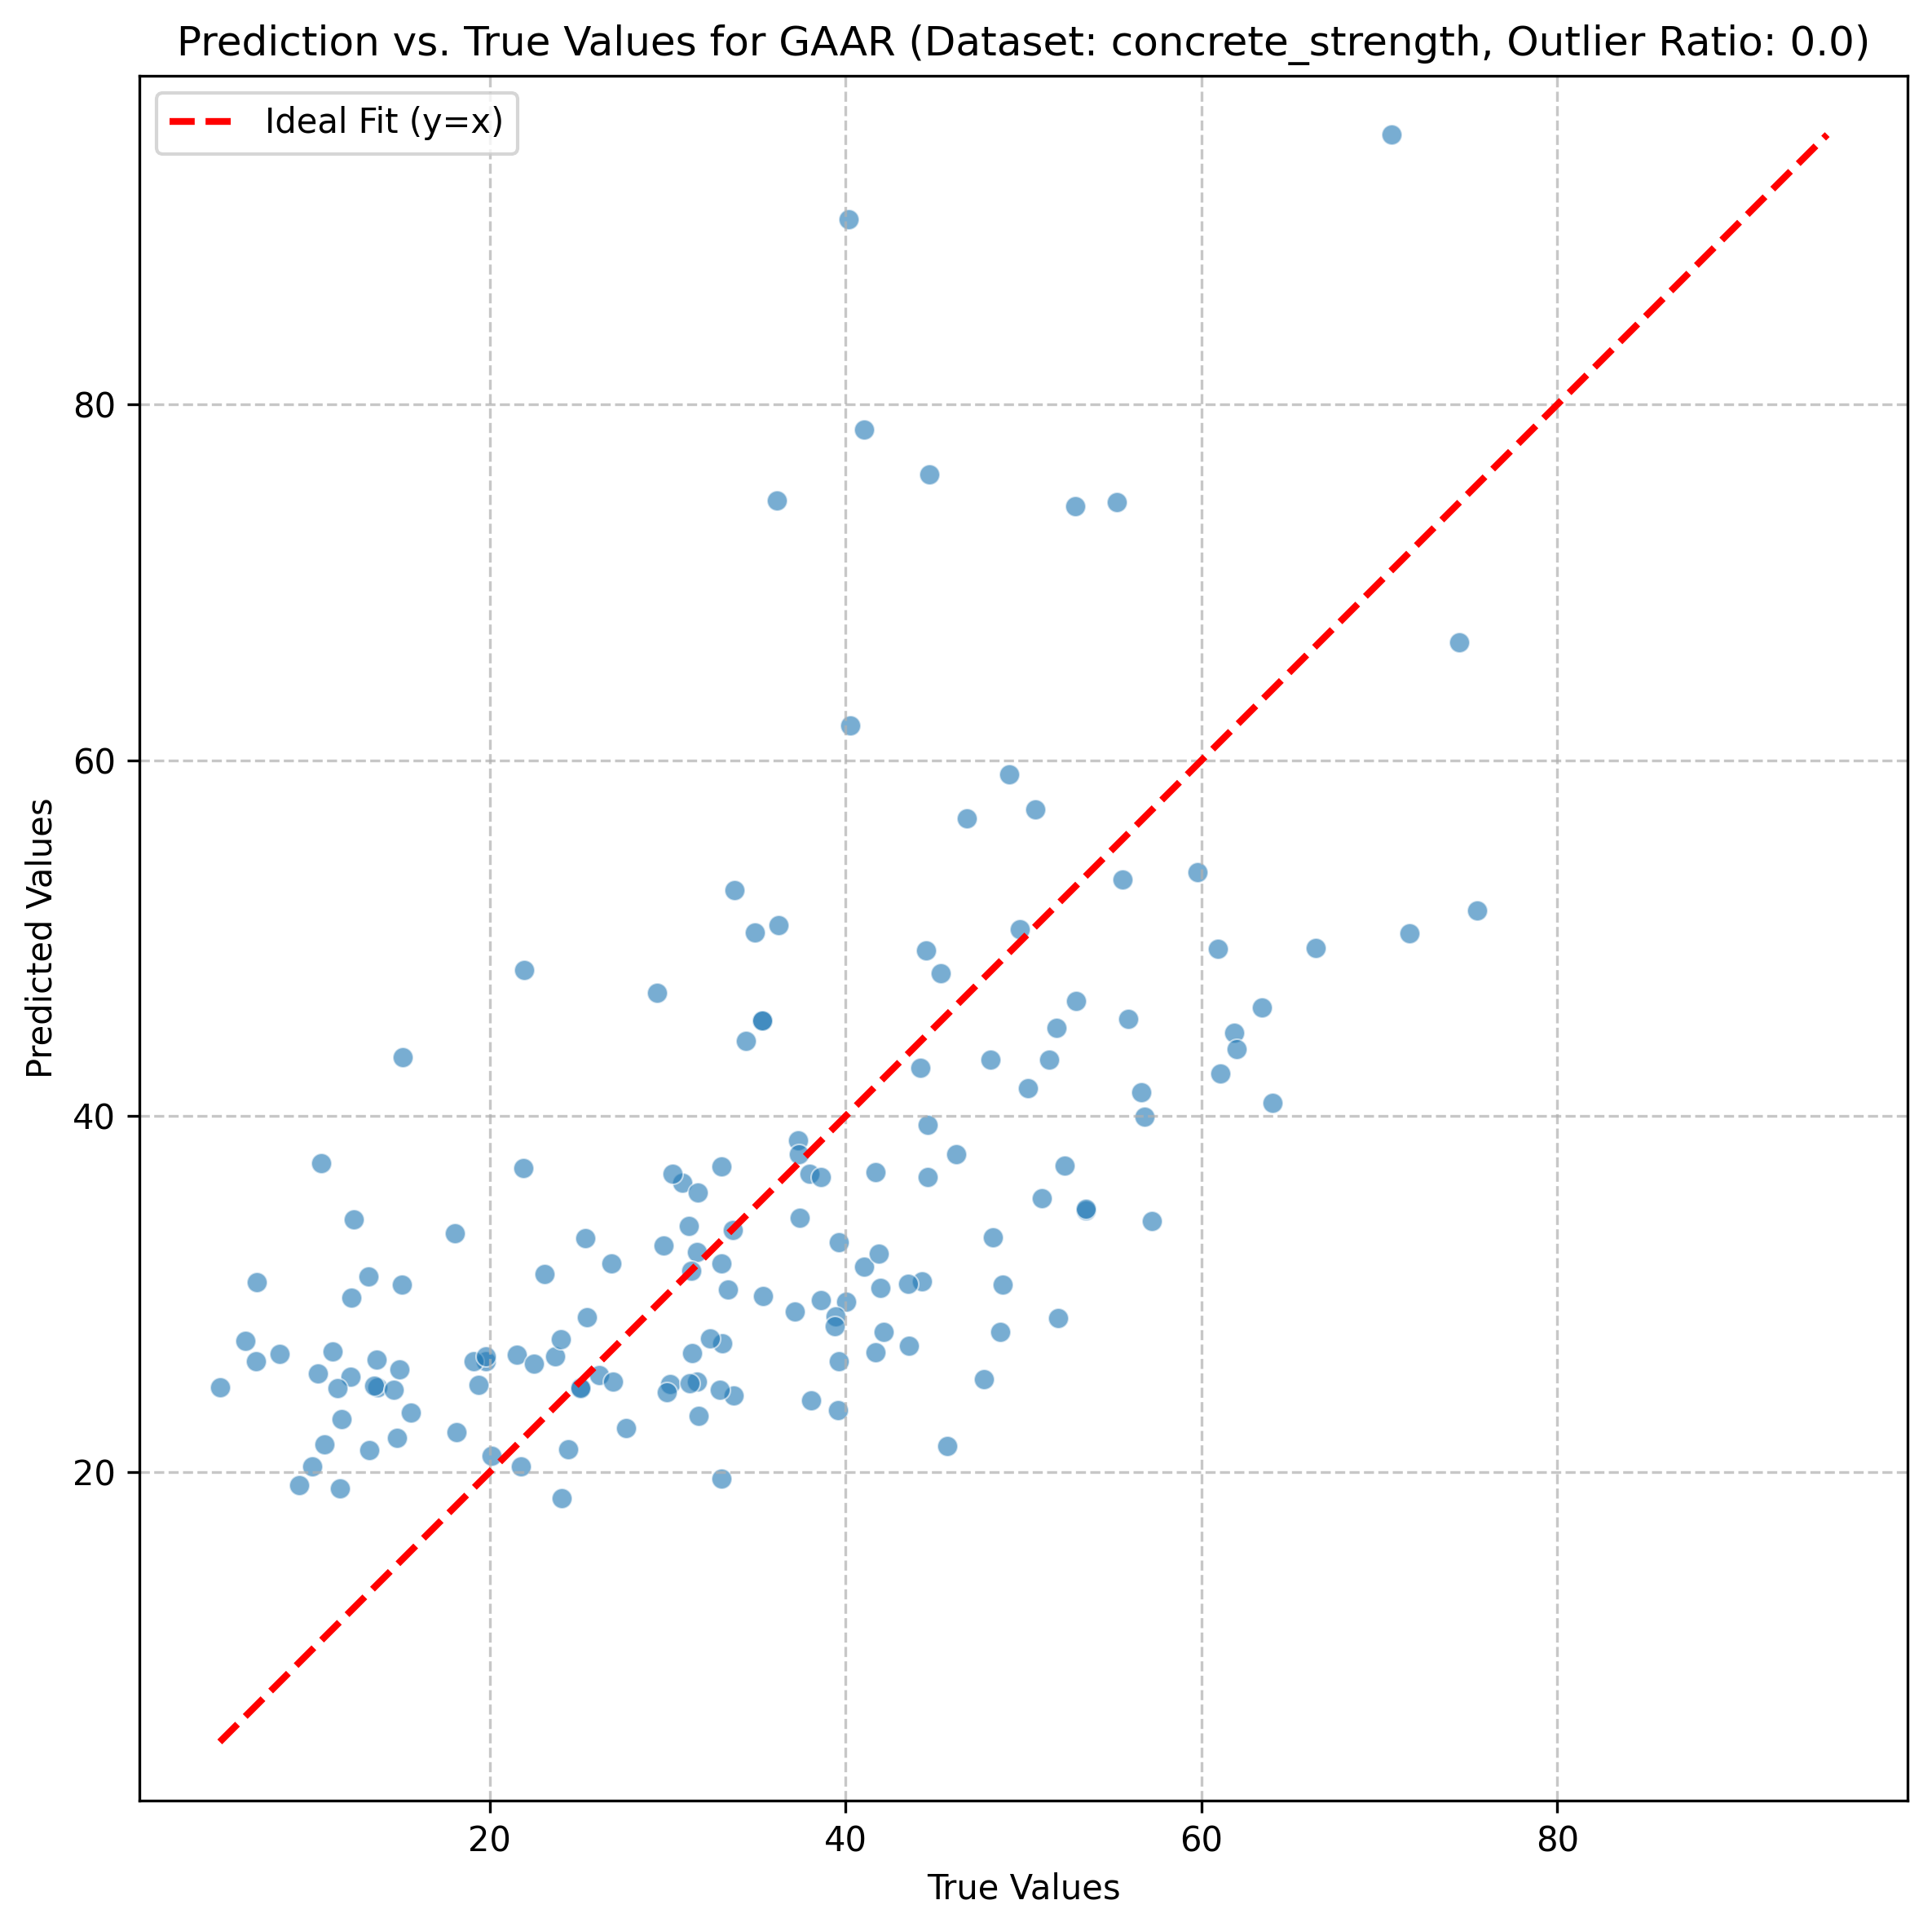 Prediction vs. True Values for GAAR (Dataset: concrete_strength, Outlier Ratio: 0.0)
Ideal Fit (y=x)
Predicted Values
80
60
40
20
20 40 60 80
True Values